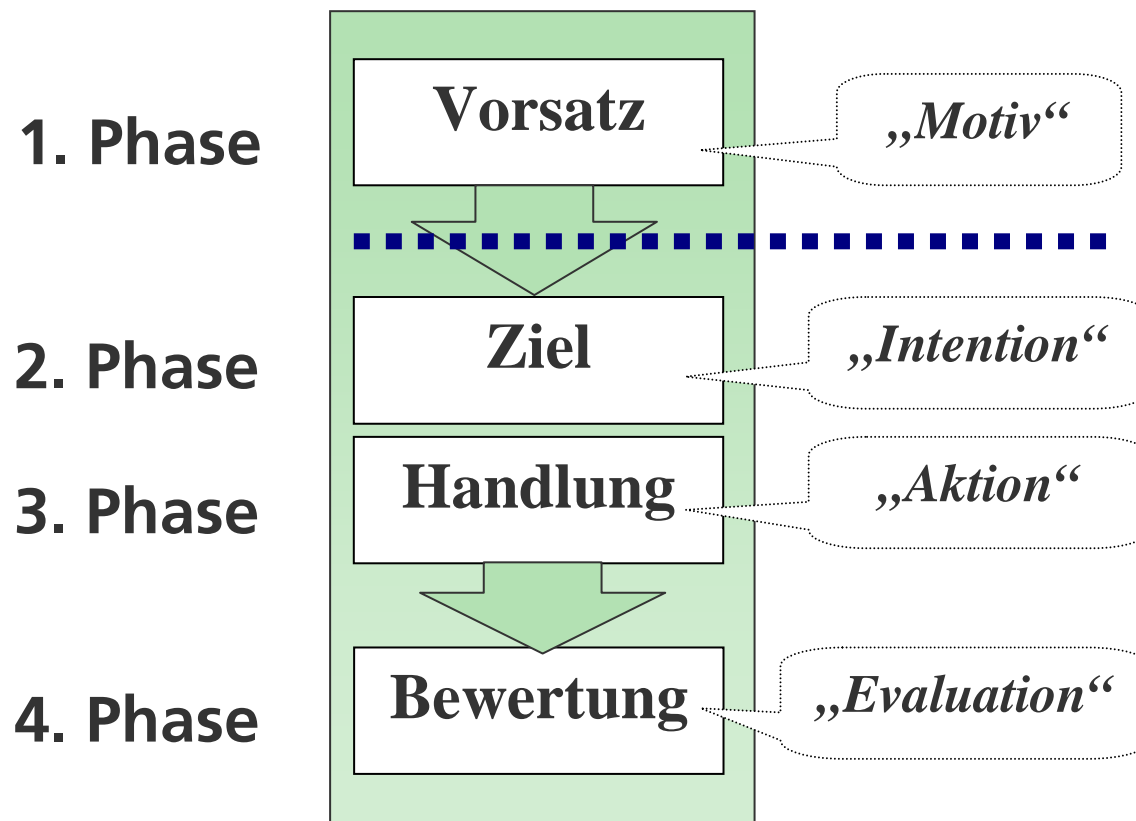 1. Phase
Vorsatz
„Motiv“
2. Phase
Ziel
„Intention“
3. Phase
Handlung
„Aktion“
4. Phase
Bewertung
„Evaluation“